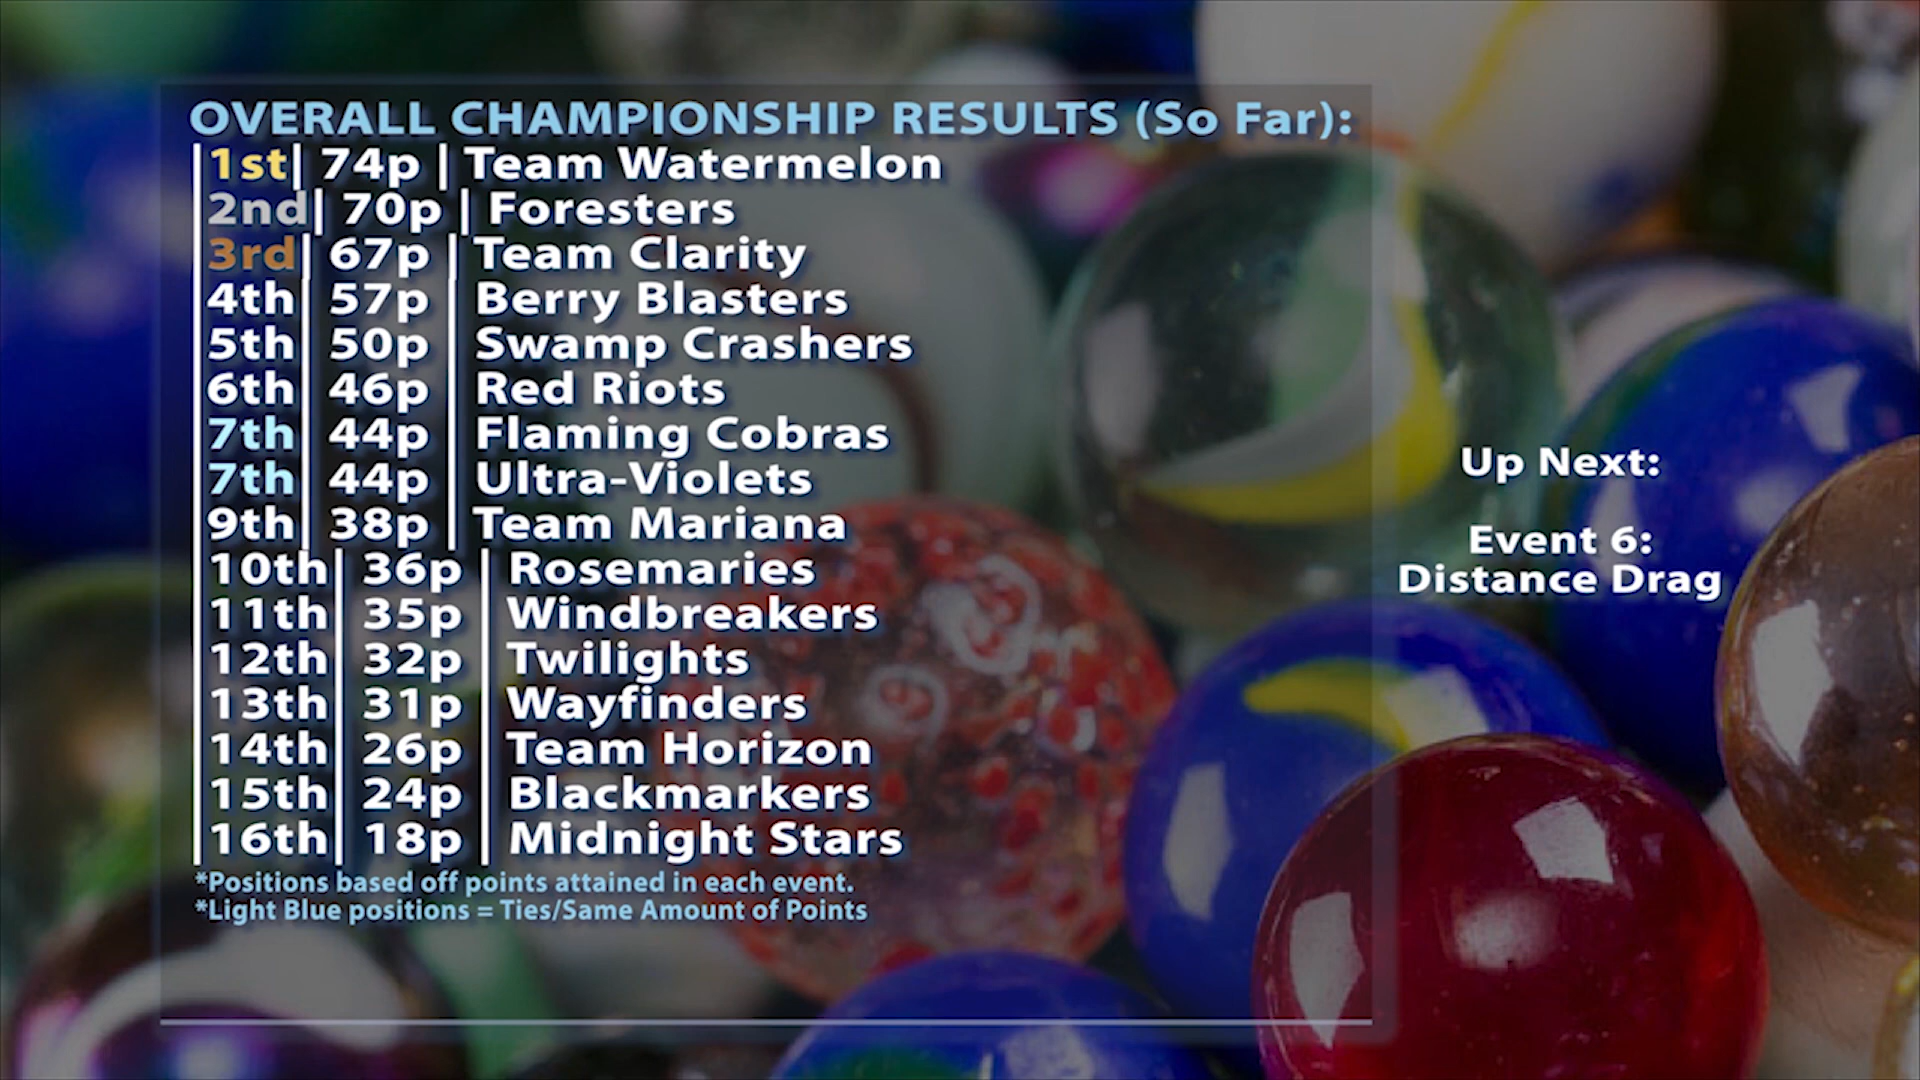 OVERALL CHAMPIONSHIP RESULTS (So Far):
|1st| 74p | Team Watermelon
|2nd| 70p | Foresters
|3rd| 67p | Team Clarity
|4th| 57p | Berry Blasters
|5th| 50p | Swamp Crashers
|6th| 46p | Red Riots
|7th| 44p | Flaming Cobras
|7th| 44p | Ultra-Violets
|9th| 38p | Team Mariana
|10th| 36p | Rosemaries
|11th| 35p | Windbreakers
|12th| 32p | Twilights
|13th| 31p | Wayfinders
|14th| 26p | Team Horizon
|15th| 24p | Blackmarkers
|16th| 18p | Midnight Stars
*Positions based off points attained in each event.
*Light Blue positions = Ties/Same Amount of Points
Up Next:
Event 6:
Distance Drag